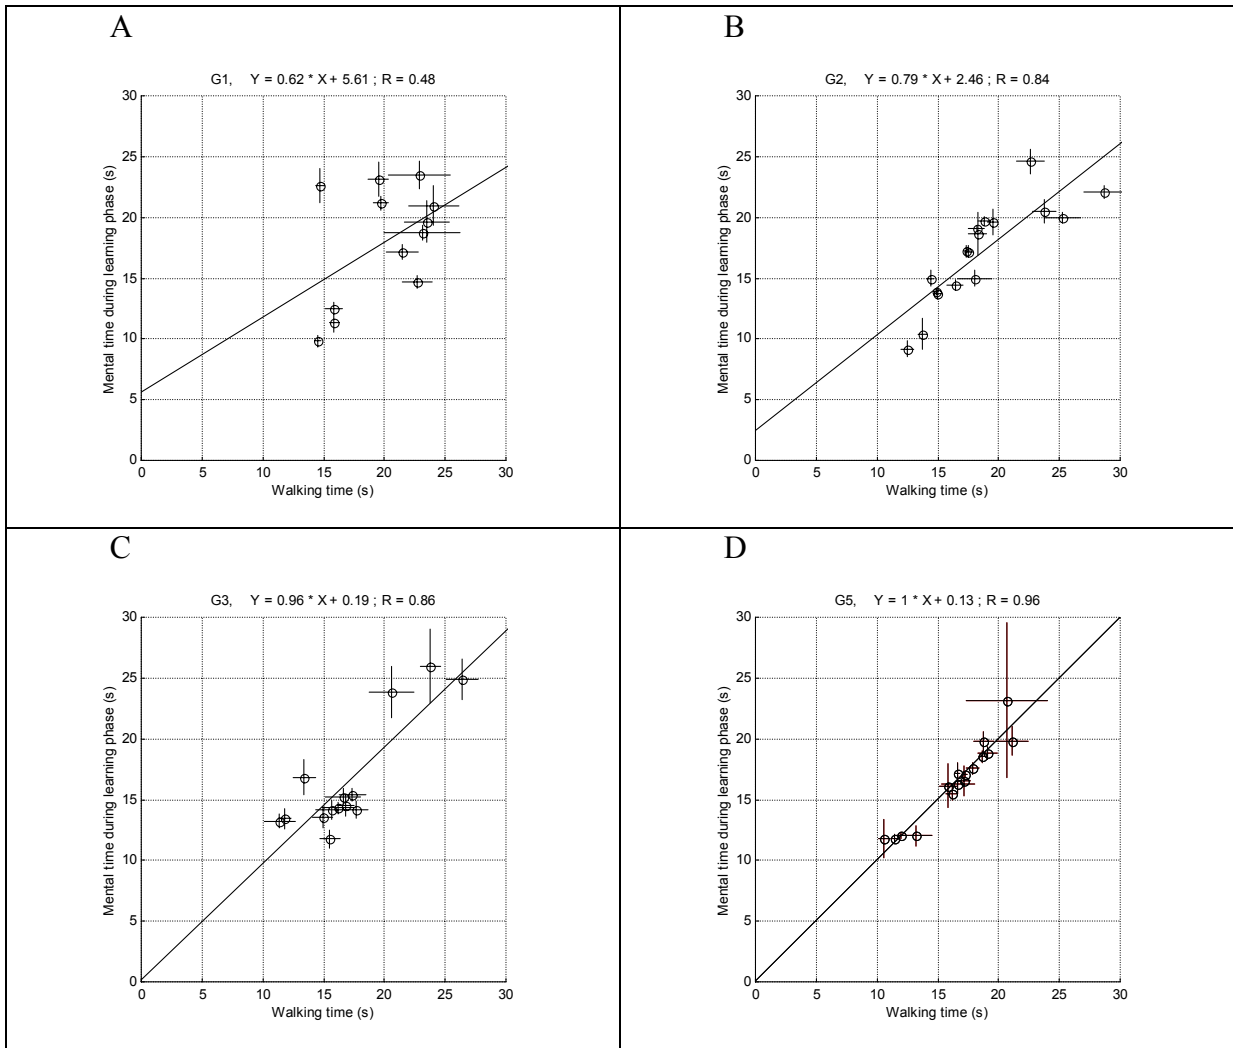 A
G1, Y = 0.62 * X + 5.61 ; R = 0.48
30
25
20
15
10
5
0
Mental time during learning phase (s)
0 5 10 15 20 25 30
Walking time (s)
B
G2, Y = 0.79 * X + 2.46 ; R = 0.84
30
25
20
15
10
5
0
Mental time during learning phase (s)
0 5 10 15 20 25 30
Walking time (s)
C
G3, Y = 0.96 * X + 0.19 ; R = 0.86
30
25
20
15
10
5
0
Mental time during learning phase (s)
0 5 10 15 20 25 30
Walking time (s)
D
G5, Y = 1 * X + 0.13 ; R = 0.96
30
25
20
15
10
5
0
Mental time during learning phase (s)
0 5 10 15 20 25 30
Walking time (s)